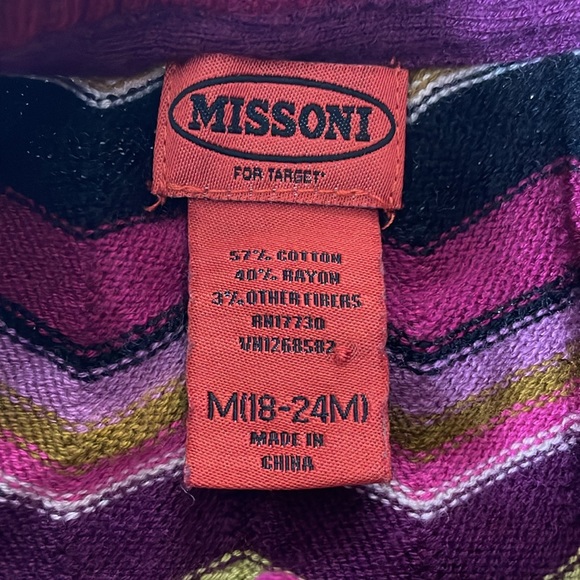 MISSONI
FOR TARGET*
57% COTTON
40% RAYON
3% OTHER FIBERS
RN17730
VN1268582
M(18-24M)
MADE IN
CHINA